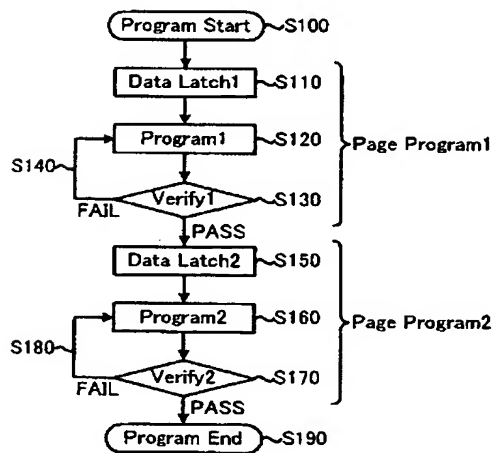 Program Start S100
Data Latch1 S110
Program1 S120
Page Program1
S140
Verify1 S130
FAIL
PASS
Data Latch2 S150
Program2 S160
Page Program2
S180
Verify2 S170
FAIL
PASS
Program End S190